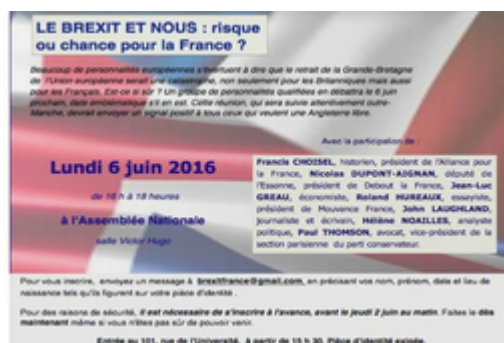 LE BREXIT ET NOUS : risque
ou chance pour la France ?
Beaucoup de personnalités européennes s'évertuent à dire que le retrait de la Grande-Bretagne
de l'Union européenne serait une catastrophe, non seulement pour les Britanniques mais aussi
pour les Français. Est-ce si sûr ? Un groupe de personnalités qualifiées en débattra le 6 juin
prochain, date emblématique s'il en est. Cette réunion, qui sera suivie attentivement outre-
Manche, devrait envoyer un signal positif à tous ceux qui veulent une Angleterre libre.
Avec la participation de :
Lundi 6 juin 2016
de 16 h à 18 heures
à l'Assemblée Nationale
salle Victor Hugo
Francis CHOISEL, historien, président de l'Alliance pour
la France, Nicolas DUPONT-AIGNAN, député de
l'Essonne, président de Debout la France, Jean-Luc
GREAU, économiste, Roland HUREAUX, essayiste,
président de Mouvance France, John LAUGHLAND,
journaliste et écrivain, Hélène NOAILLES, analyste
politique, Paul THOMSON, avocat, vice-président de la
section parisienne du parti conservateur.
Pour vous inscrire, envoyez un message à brexitfrance@gmail.com, en précisant vos nom, prénom, date et lieu de
naissance tels qu'ils figurent sur votre pièce d'identité .
Pour des raisons de sécurité, il est nécessaire de s'inscrire à l'avance, avant le jeudi 2 juin au matin. Faites le dès
maintenant même si vous n'êtes pas sûr de pouvoir venir.
Entrée au 101, rue de l'Université, à partir de 15 h 30. Pièce d'identité exigée.